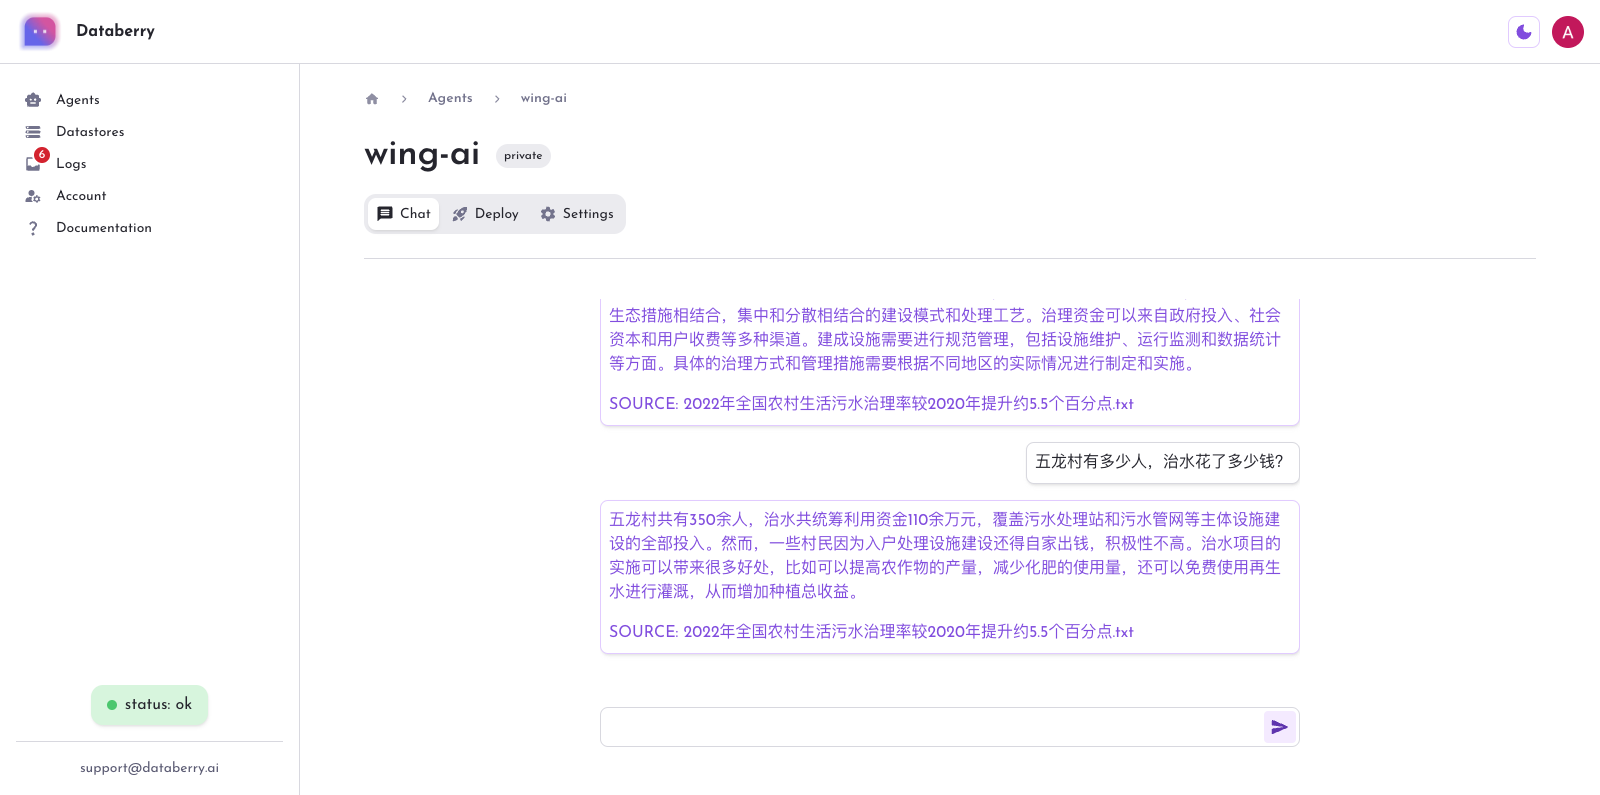 Databerry
A
Agents
Datastores
6
Logs
Account
Documentation
Agents
wing-ai
wing-ai
private
Chat
Deploy
Settings
生态措施相结合，集中和分散相结合的建设模式和处理工艺。治理资金可以来自政府投入、社会
资本和用户收费等多种渠道。建成设施需要进行规范管理，包括设施维护、运行监测和数据统计
等方面。具体的治理方式和管理措施需要根据不同地区的实际情况进行制定和实施。
SOURCE: 2022年全国农村生活污水治理率较2020年提升约5.5个百分点.txt
五龙村有多少人，治水花了多少钱？
五龙村共有350余人，治水共统筹利用资金110余万元，覆盖污水处理站和污水管网等主体设施建
设的全部投入。然而，一些村民因为入户处理设施建设还得自家出钱，积极性不高。治水项目的
实施可以带来很多好处，比如可以提高农作物的产量，减少化肥的使用量，还可以免费使用再生
水进行灌溉，从而增加种植总收益。
SOURCE: 2022年全国农村生活污水治理率较2020年提升约5.5个百分点.txt
status: ok
support@databerry.ai